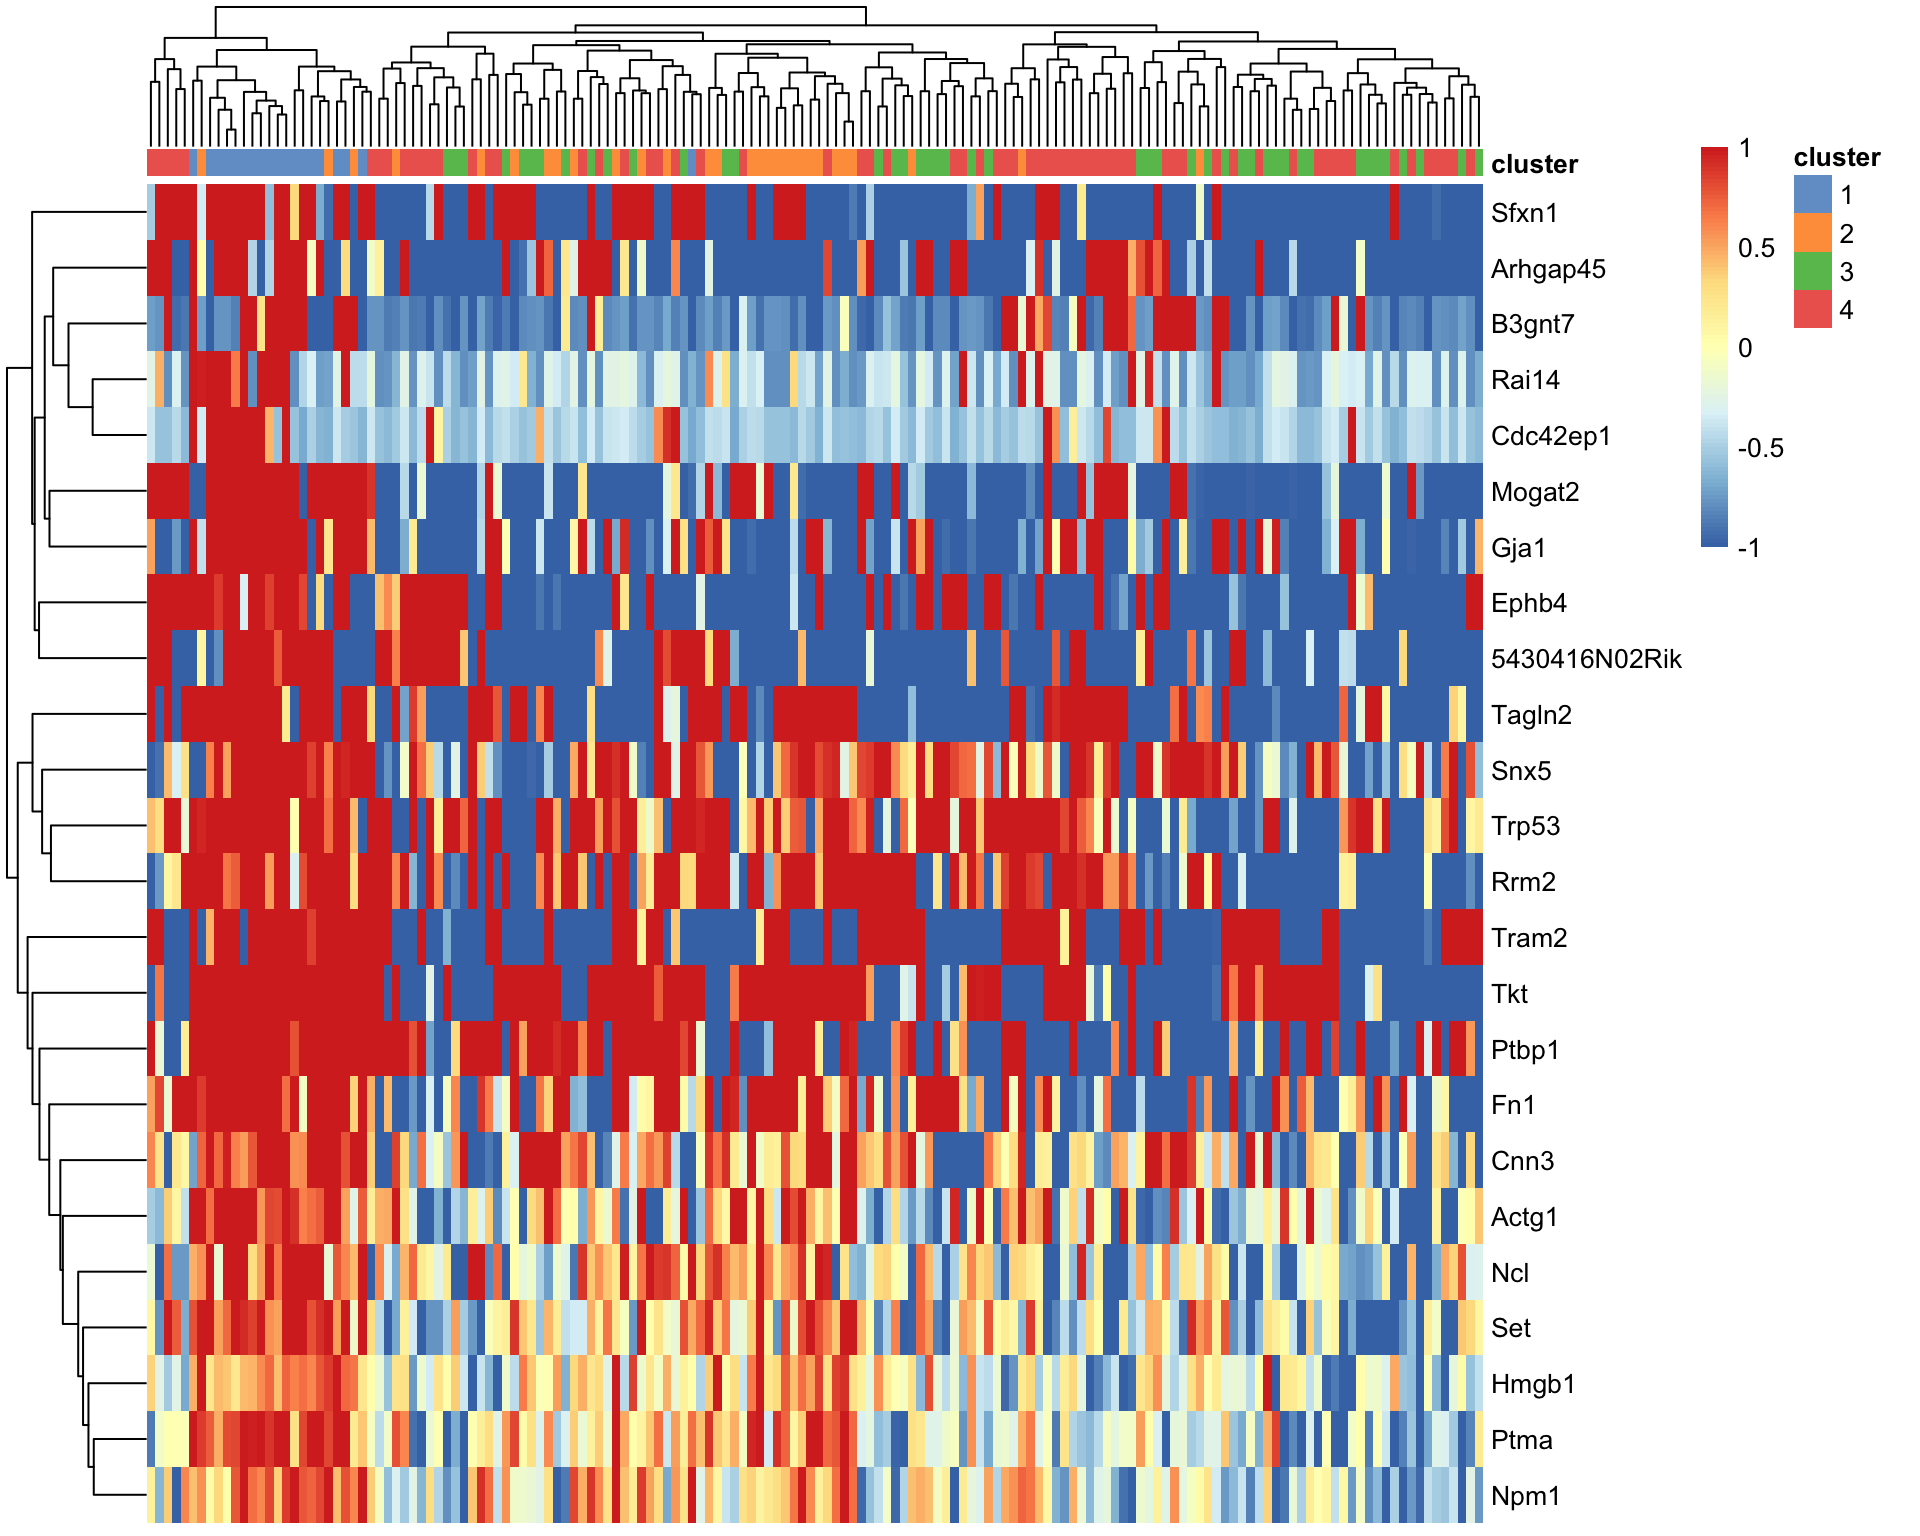 cluster
Sfxn1
Arhgap45
B3gnt7
Rai14
Cdc42ep1
Mogat2
Gja1
Ephb4
5430416N02Rik
Tagln2
Snx5
Trp53
Rrm2
Tram2
Tkt
Ptbp1
Fn1
Cnn3
Actg1
Ncl
Set
Hmgb1
Ptma
Npm1
1
0.5
0
-0.5
-1
cluster
1
2
3
4